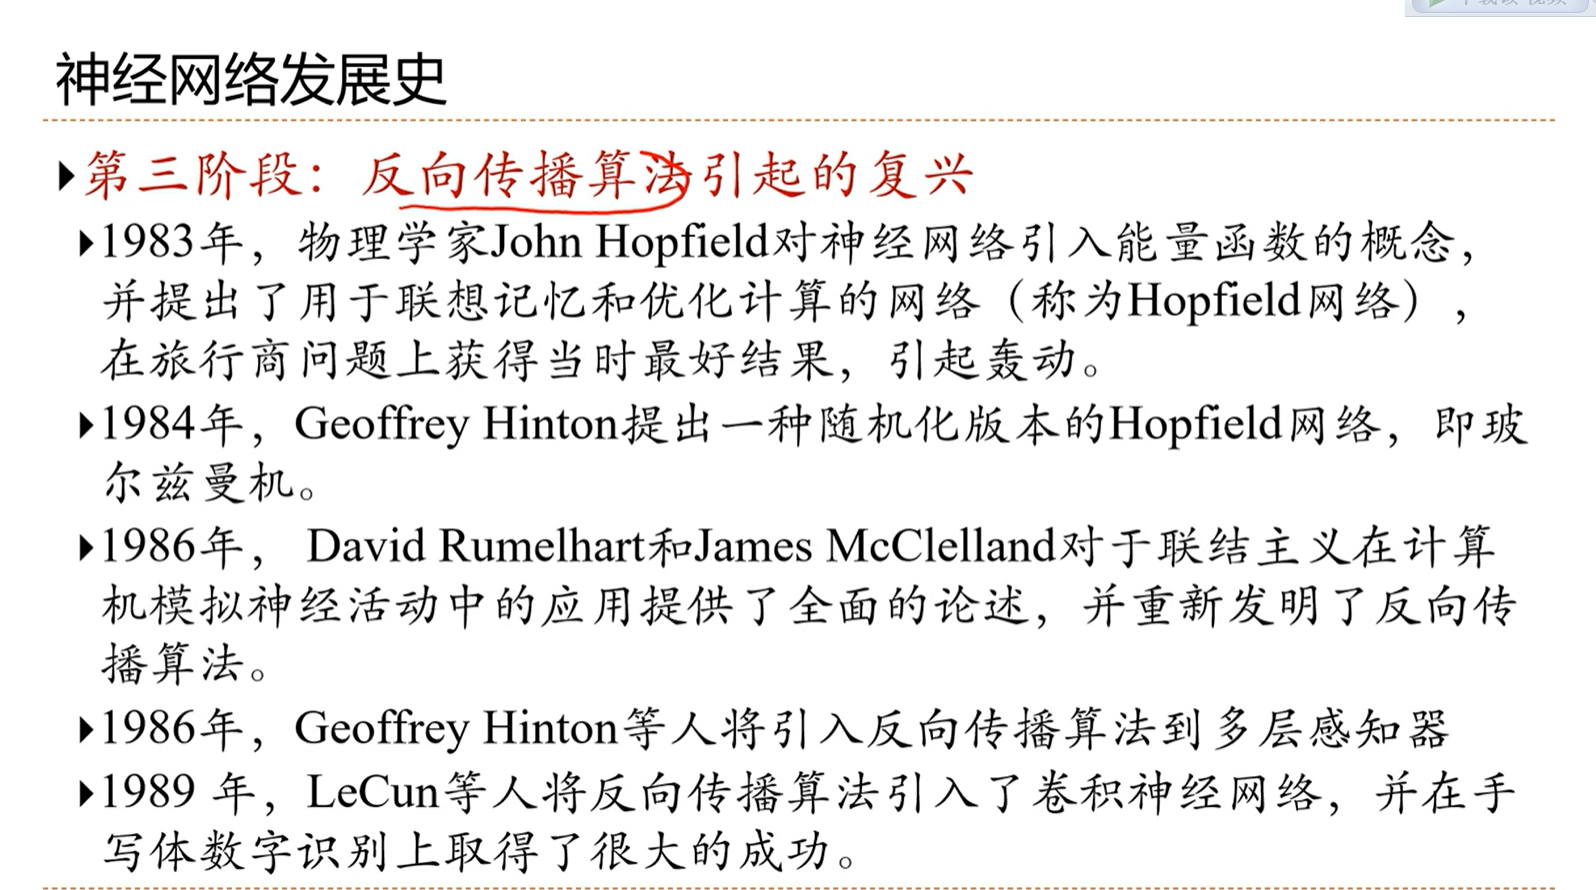 神经网络发展史
第三阶段：反向传播算法引起的复兴
1983年，物理学家John Hopfield对神经网络引入能量函数的概念，
并提出了用于联想记忆和优化计算的网络（称为Hopfield网络），
在旅行商问题上获得当时最好结果，引起轰动。
1984年，Geoffrey Hinton提出一种随机化版本的Hopfield网络，即玻
尔兹曼机。
1986年， David Rumelhart和James McClelland对于联结主义在计算
机模拟神经活动中的应用提供了全面的论述，并重新发明了反向传
播算法。
1986年，Geoffrey Hinton等人将引入反向传播算法到多层感知器
1989 年，LeCun等人将反向传播算法引入了卷积神经网络，并在手
写体数字识别上取得了很大的成功。